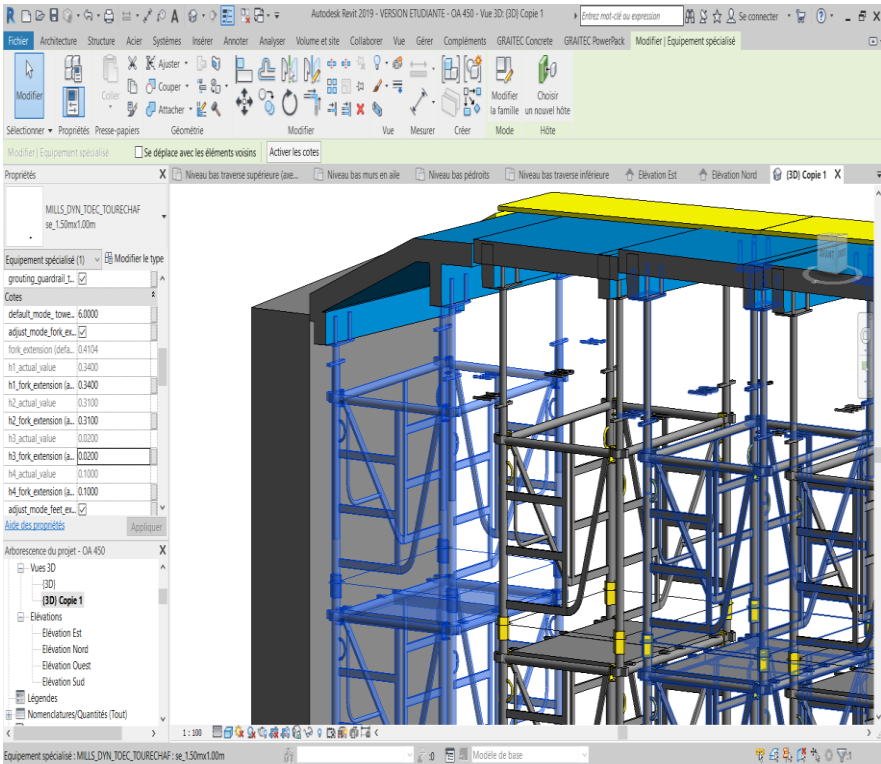 Autodesk Revit 2019 - VERSION ETUDIANTE - OA 450 - Vue 3D: {3D} Copie 1
Entrez mot-clé ou expression
Se connecter
Fichier Architecture Structure Acier Systèmes Insérer Annoter Analyser Volume et site Collaborer Vue Gérer Compléments GRAITEC Concrete GRAITEC PowerPack Modifier | Equipement spécialisé
Modifier
Coller
Ajuster
Couper
Attacher
Modifier
la famille
Choisir
un nouvel hôte
Sélectionner Propriétés Presse-papiers Géométrie Modifier Vue Mesurer Créer Mode Hôte
Modifier | Equipement spécialisé
Se déplace avec les éléments voisins
Activer les cotes
Propriétés X
Niveau bas traverse supérieure (axe...
Niveau bas murs en aile
Niveau bas pédroits
Niveau bas traverse inférieure
Elévation Est
Elévation Nord
{3D} Copie 1 X
MILLS_DYN_TOEC_TOURECHAF
se_1.50mx1.00m
Equipement spécialisé (1) Modifier le type
grouting_guardrail_t...
Cotes
default_mode_ towe... 6.0000
adjust_mode_fork_ex...
fork_extension (defa... 0.4104
h1_actual_value 0.3400
h1_fork_extension (a... 0.3400
h2_actual_value 0.3100
h2_fork_extension (a... 0.3100
h3_actual_value 0.0200
h3_fork_extension (a... 0.0200
h4_actual_value 0.1000
h4_fork_extension (a... 0.1000
adjust_mode_feet_ex...
Aide des propriétés Appliquer
Arborescence du projet - OA 450 X
Vues 3D
{3D}
{3D} Copie 1
Elévations
Elévation Est
Elévation Nord
Elévation Ouest
Elévation Sud
Légendes
Nomenclatures/Quantités (Tout)
1 : 100
Equipement spécialisé : MILLS_DYN_TOEC_TOURECHAF : se_1.50mx1.00m
:0
Modèle de base